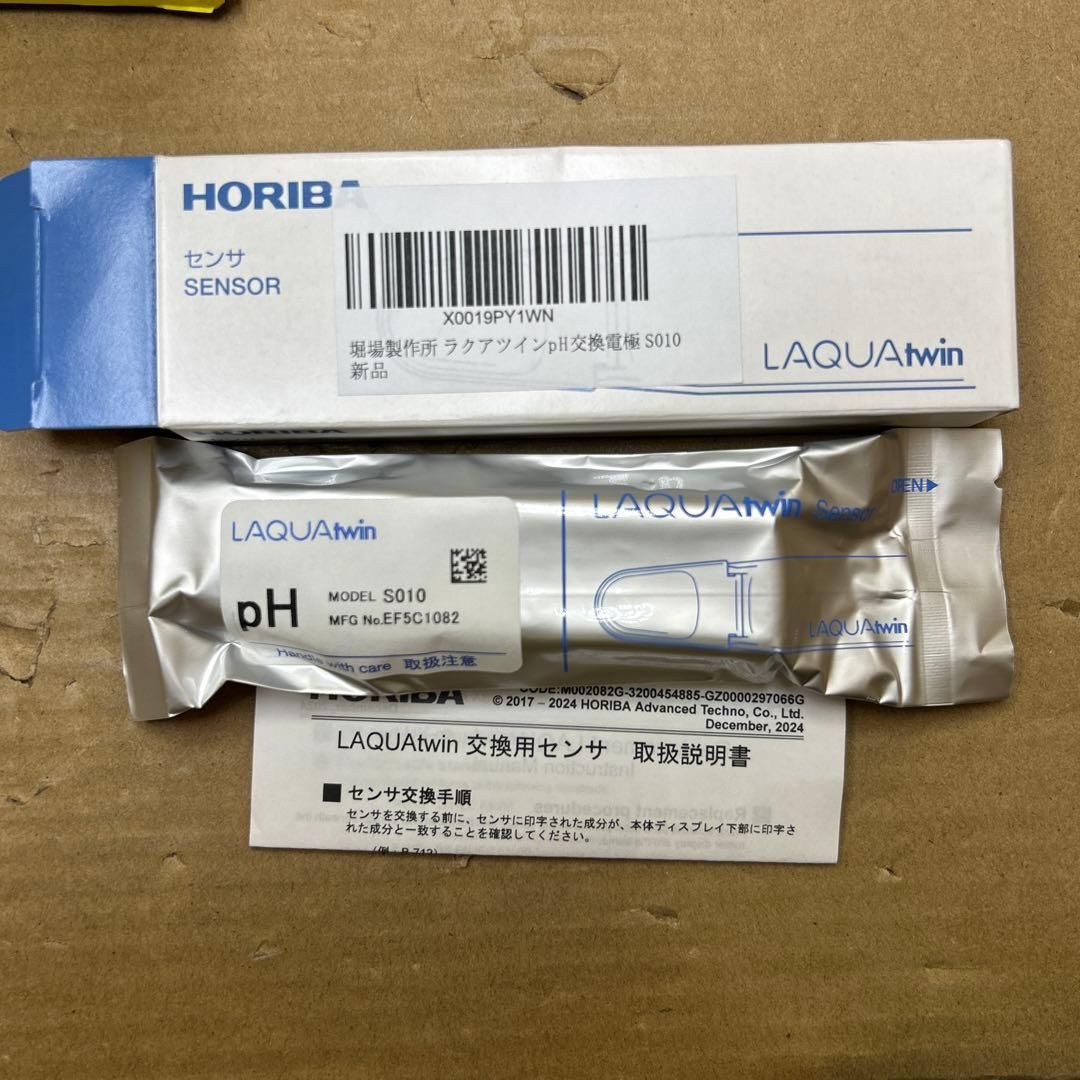 HORIBA
センサ
SENSOR
X0019PY1WN
堀場製作所 ラクアツインpH交換電極 S010
新品
LAQUAtwin
HORIBA
OPEN▶
LAQUAtwin Sensor
LAQUAtwin
pH
MODEL S010
MFG No.EF5C1082
Handle with care 取扱注意
LAQUAtwin
HORIBA
CODE:M002082G-3200454885-GZ0000297066G
© 2017 – 2024 HORIBA Advanced Techno, Co., Ltd.
December, 2024
LAQUAtwin 交換用センサ 取扱説明書
■ センサ交換手順
センサを交換する前に、センサに印字された成分が、本体ディスプレイ下部に印字さ
れた成分と一致することを確認してください。
(例：B-712)